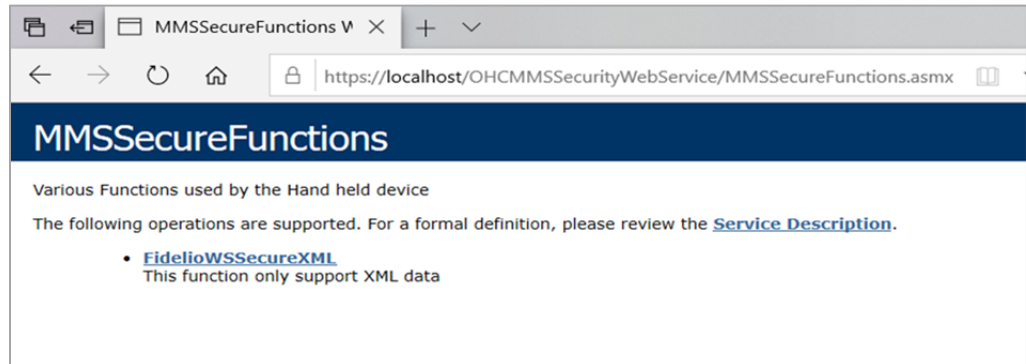 MMSSecureFunctions W
https://localhost/OHCMMSSecurityWebService/MMSSecureFunctions.asmx
MMSSecureFunctions
Various Functions used by the Hand held device
The following operations are supported. For a formal definition, please review the Service Description.
• FidelioWSSecureXML
This function only support XML data